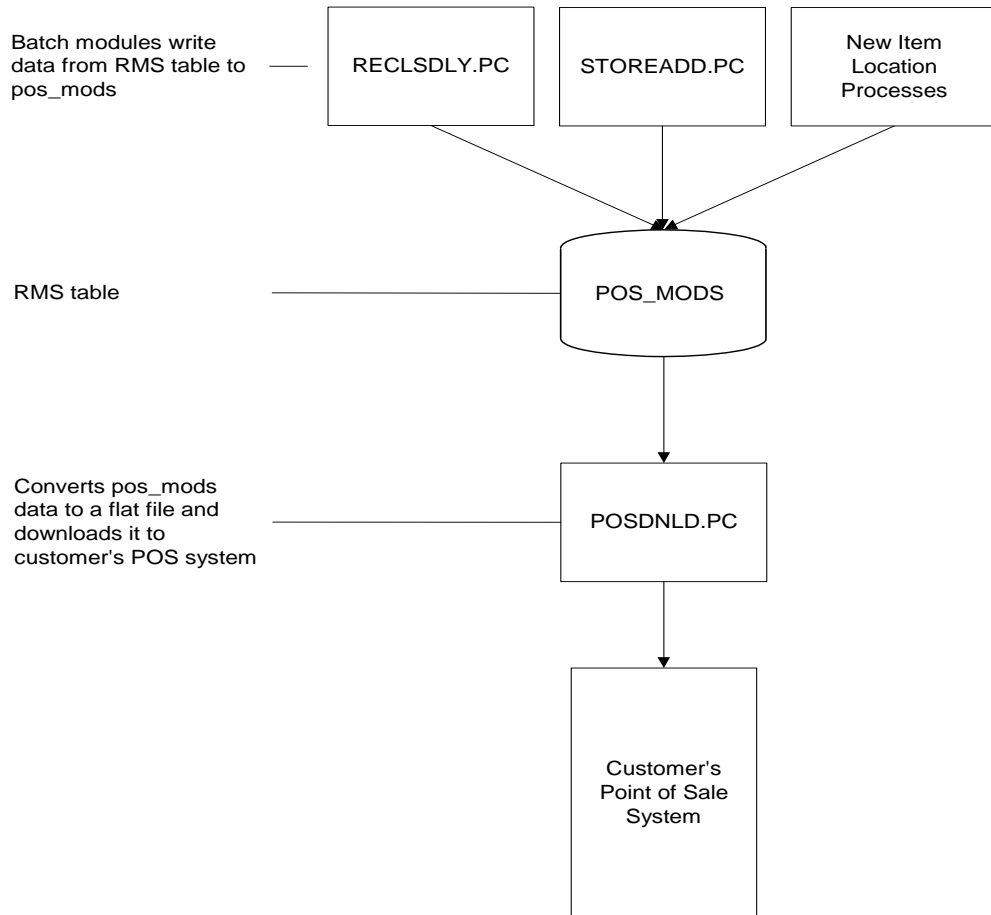 Batch modules write
data from RMS table to
pos_mods
RECLSDLY.PC
STOREADD.PC
New Item
Location
Processes
RMS table
POS_MODS
Converts pos_mods
data to a flat file and
downloads it to
customer's POS system
POSDNLD.PC
Customer's
Point of Sale
System